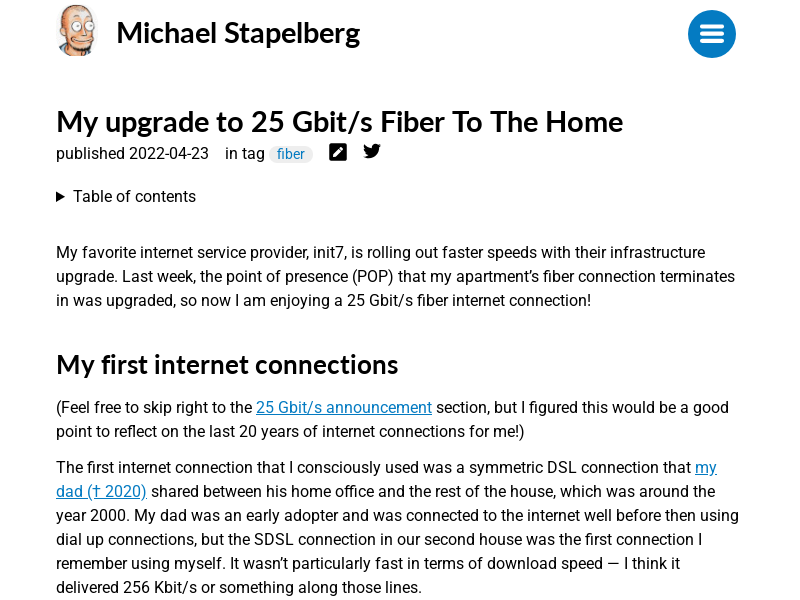 Michael Stapelberg
My upgrade to 25 Gbit/s Fiber To The Home
published 2022-04-23 in tag fiber
Table of contents
My favorite internet service provider, init7, is rolling out faster speeds with their infrastructure
upgrade. Last week, the point of presence (POP) that my apartment’s fiber connection terminates
in was upgraded, so now I am enjoying a 25 Gbit/s fiber internet connection!
My first internet connections
(Feel free to skip right to the 25 Gbit/s announcement section, but I figured this would be a good
point to reflect on the last 20 years of internet connections for me!)
The first internet connection that I consciously used was a symmetric DSL connection that my
dad († 2020) shared between his home office and the rest of the house, which was around the
year 2000. My dad was an early adopter and was connected to the internet well before then using
dial up connections, but the SDSL connection in our second house was the first connection I
remember using myself. It wasn’t particularly fast in terms of download speed — I think it
delivered 256 Kbit/s or something along those lines.